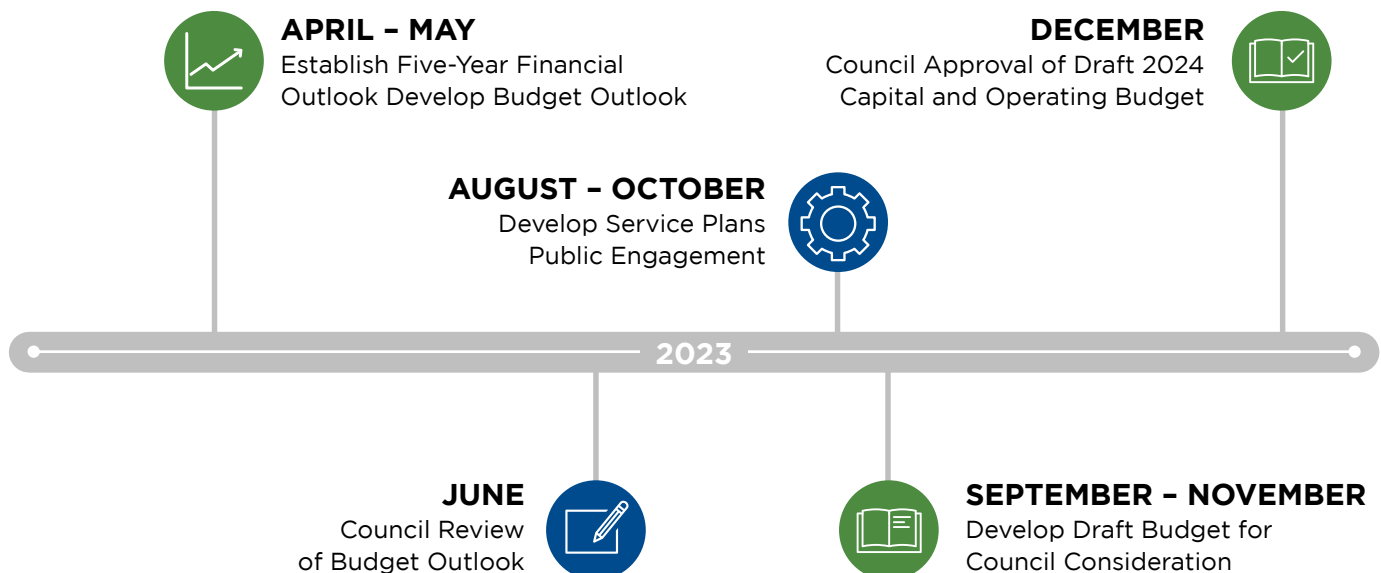 APRIL – MAY
Establish Five-Year Financial
Outlook Develop Budget Outlook
DECEMBER
Council Approval of Draft 2024
Capital and Operating Budget
AUGUST – OCTOBER
Develop Service Plans
Public Engagement
2023
JUNE
Council Review
of Budget Outlook
SEPTEMBER – NOVEMBER
Develop Draft Budget for
Council Consideration